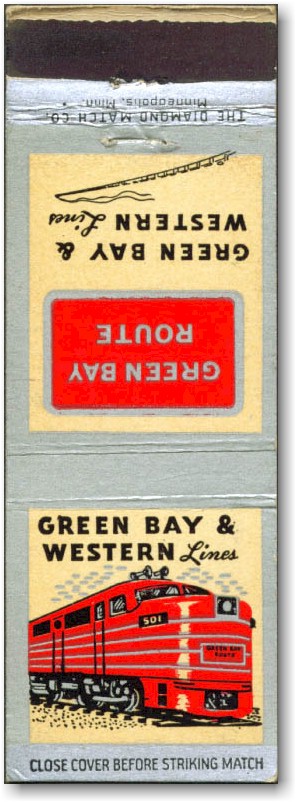 THE DIAMOND MATCH CO.
Minneapolis, Minn.
GREEN BAY &
WESTERN Lines
GREEN BAY
ROUTE
GREEN BAY &
WESTERN Lines
501
GREEN BAY
ROUTE
CLOSE COVER BEFORE STRIKING MATCH